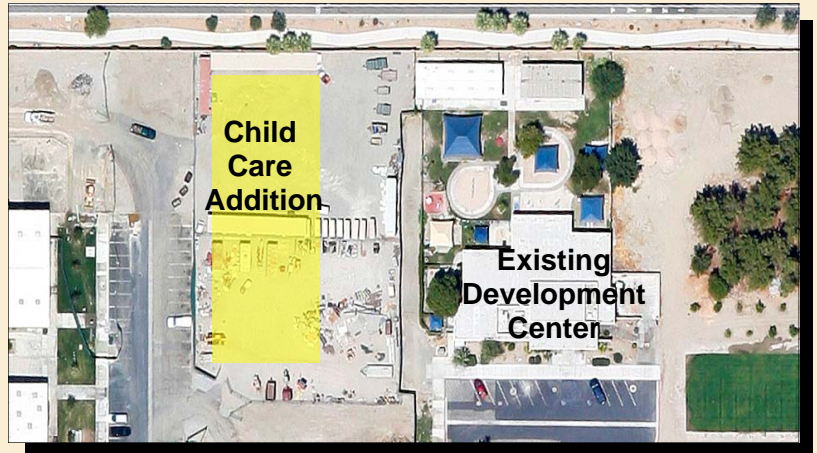 Child
Care
Addition
Existing
Development
Center